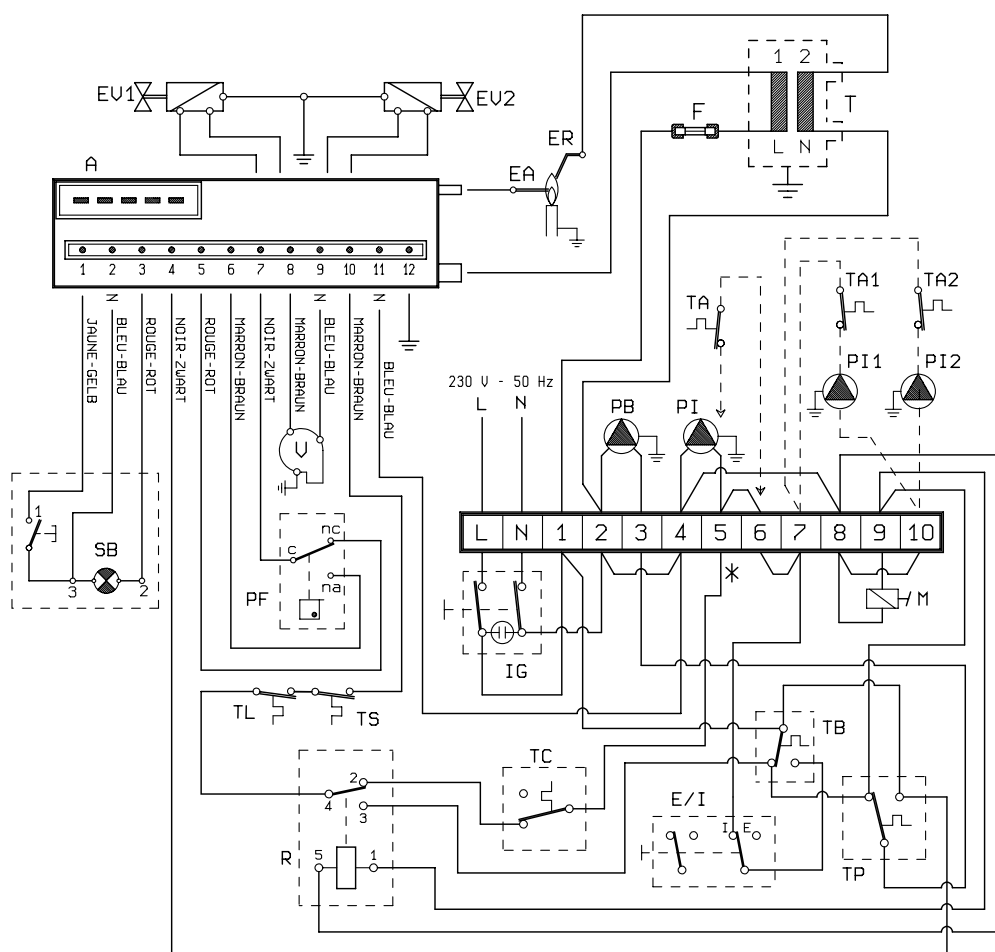 1 2
EV1
EV2
F
T
ER
L N
A
EA
1 2 3 4 5 6 7 8 9 10 11 12
TA
TA1
TA2
N
N
N
JAUNE-GELB
BLEU-BLAU
ROUGE-ROT
NOIR-ZWART
ROUGE-ROT
MARRON-BRAUN
NOIR-ZWART
MARRON-BRAUN
BLEU-BLAU
MARRON-BRAUN
BLEU-BLAU
PI1
PI2
230 V - 50 Hz
L N
PB
PI
V
1
SB
3 2
nc
c
na
PF
L N 1 2 3 4 5 6 7 8 9 10
*
M
IG
TL
TS
TB
TC
E/I
2
4
3
I E
R
5 1
TP